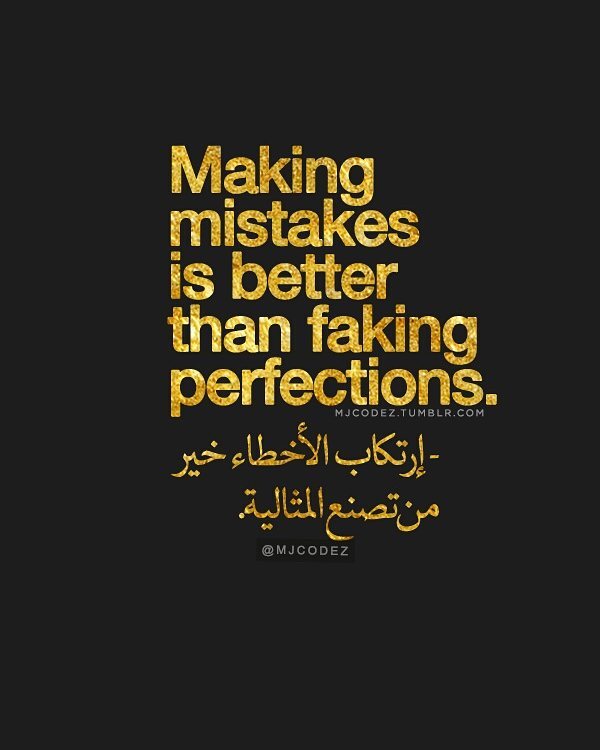 Making
mistakes
is better
than faking
perfections.
MJCODEZ.TUMBLR.COM
- إرتكاب الأخطاء خير
من تصنع المثالية.
@MJCODEZ